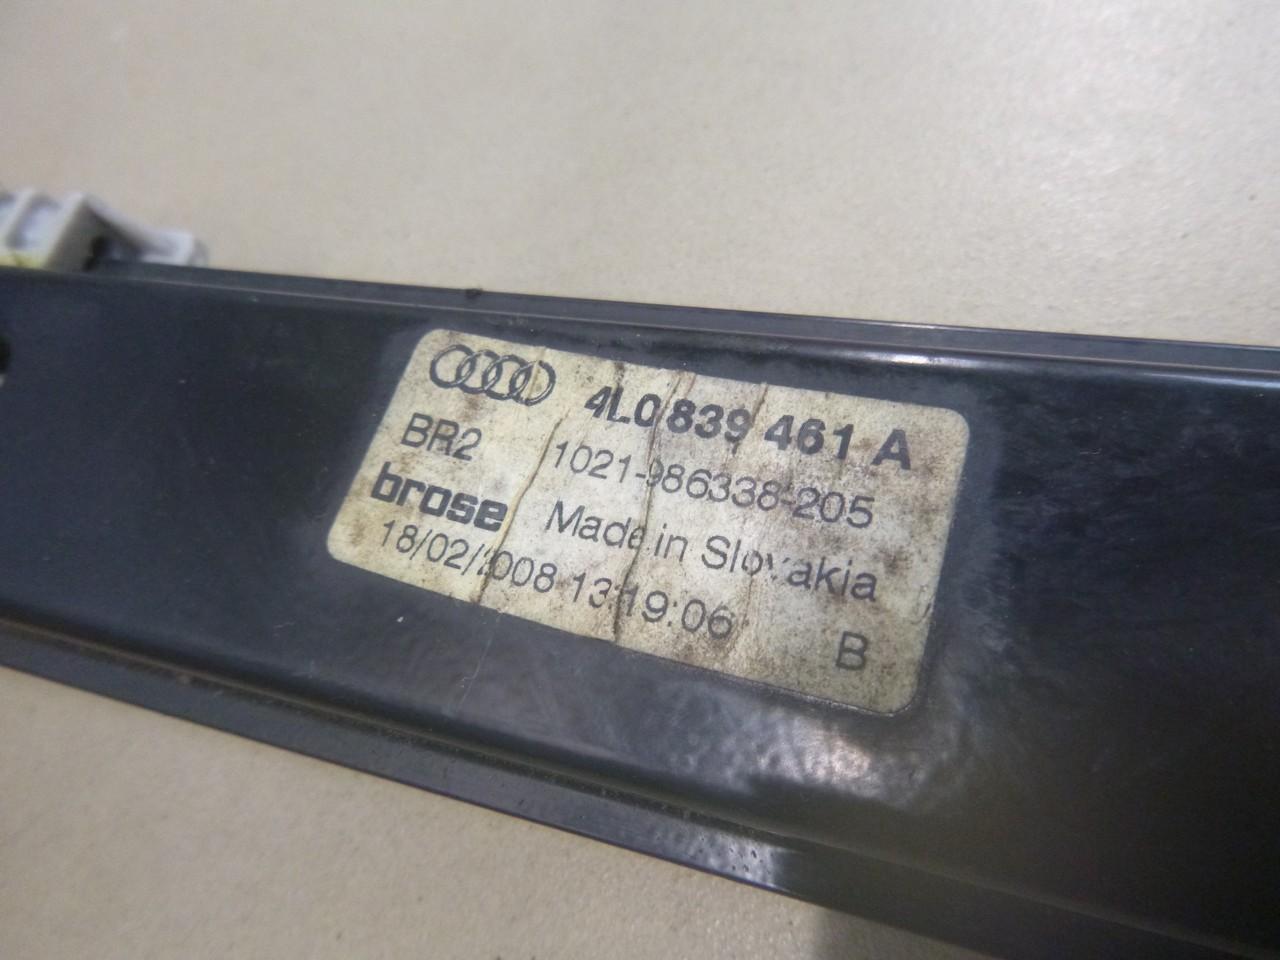 4L0 839 461 A
BR2 1021-986338-205
brose Made in Slovakia
18/02/2008 13:19:06 B